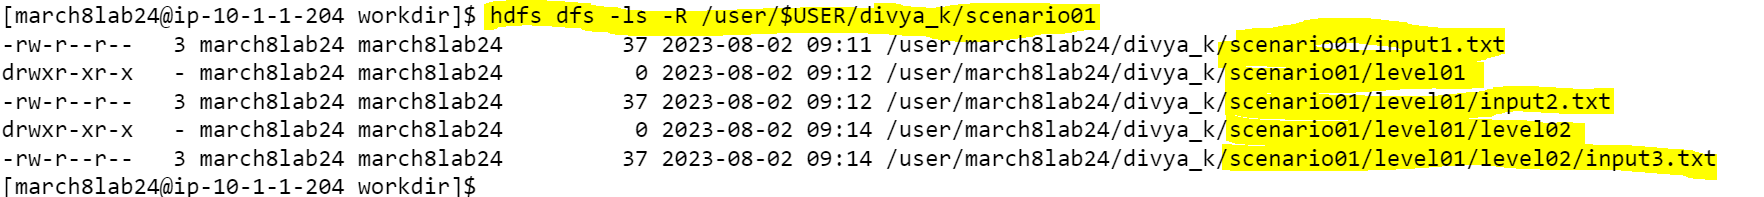 [march8lab24@ip-10-1-1-204 workdir]$ hdfs dfs -ls -R /user/$USER/divya_k/scenario01
-rw-r--r--   3 march8lab24 march8lab24         37 2023-08-02 09:11 /user/march8lab24/divya_k/scenario01/input1.txt
drwxr-xr-x   - march8lab24 march8lab24          0 2023-08-02 09:12 /user/march8lab24/divya_k/scenario01/level01
-rw-r--r--   3 march8lab24 march8lab24         37 2023-08-02 09:12 /user/march8lab24/divya_k/scenario01/level01/input2.txt
drwxr-xr-x   - march8lab24 march8lab24          0 2023-08-02 09:14 /user/march8lab24/divya_k/scenario01/level01/level02
-rw-r--r--   3 march8lab24 march8lab24         37 2023-08-02 09:14 /user/march8lab24/divya_k/scenario01/level01/level02/input3.txt
[march8lab24@ip-10-1-1-204 workdir]$